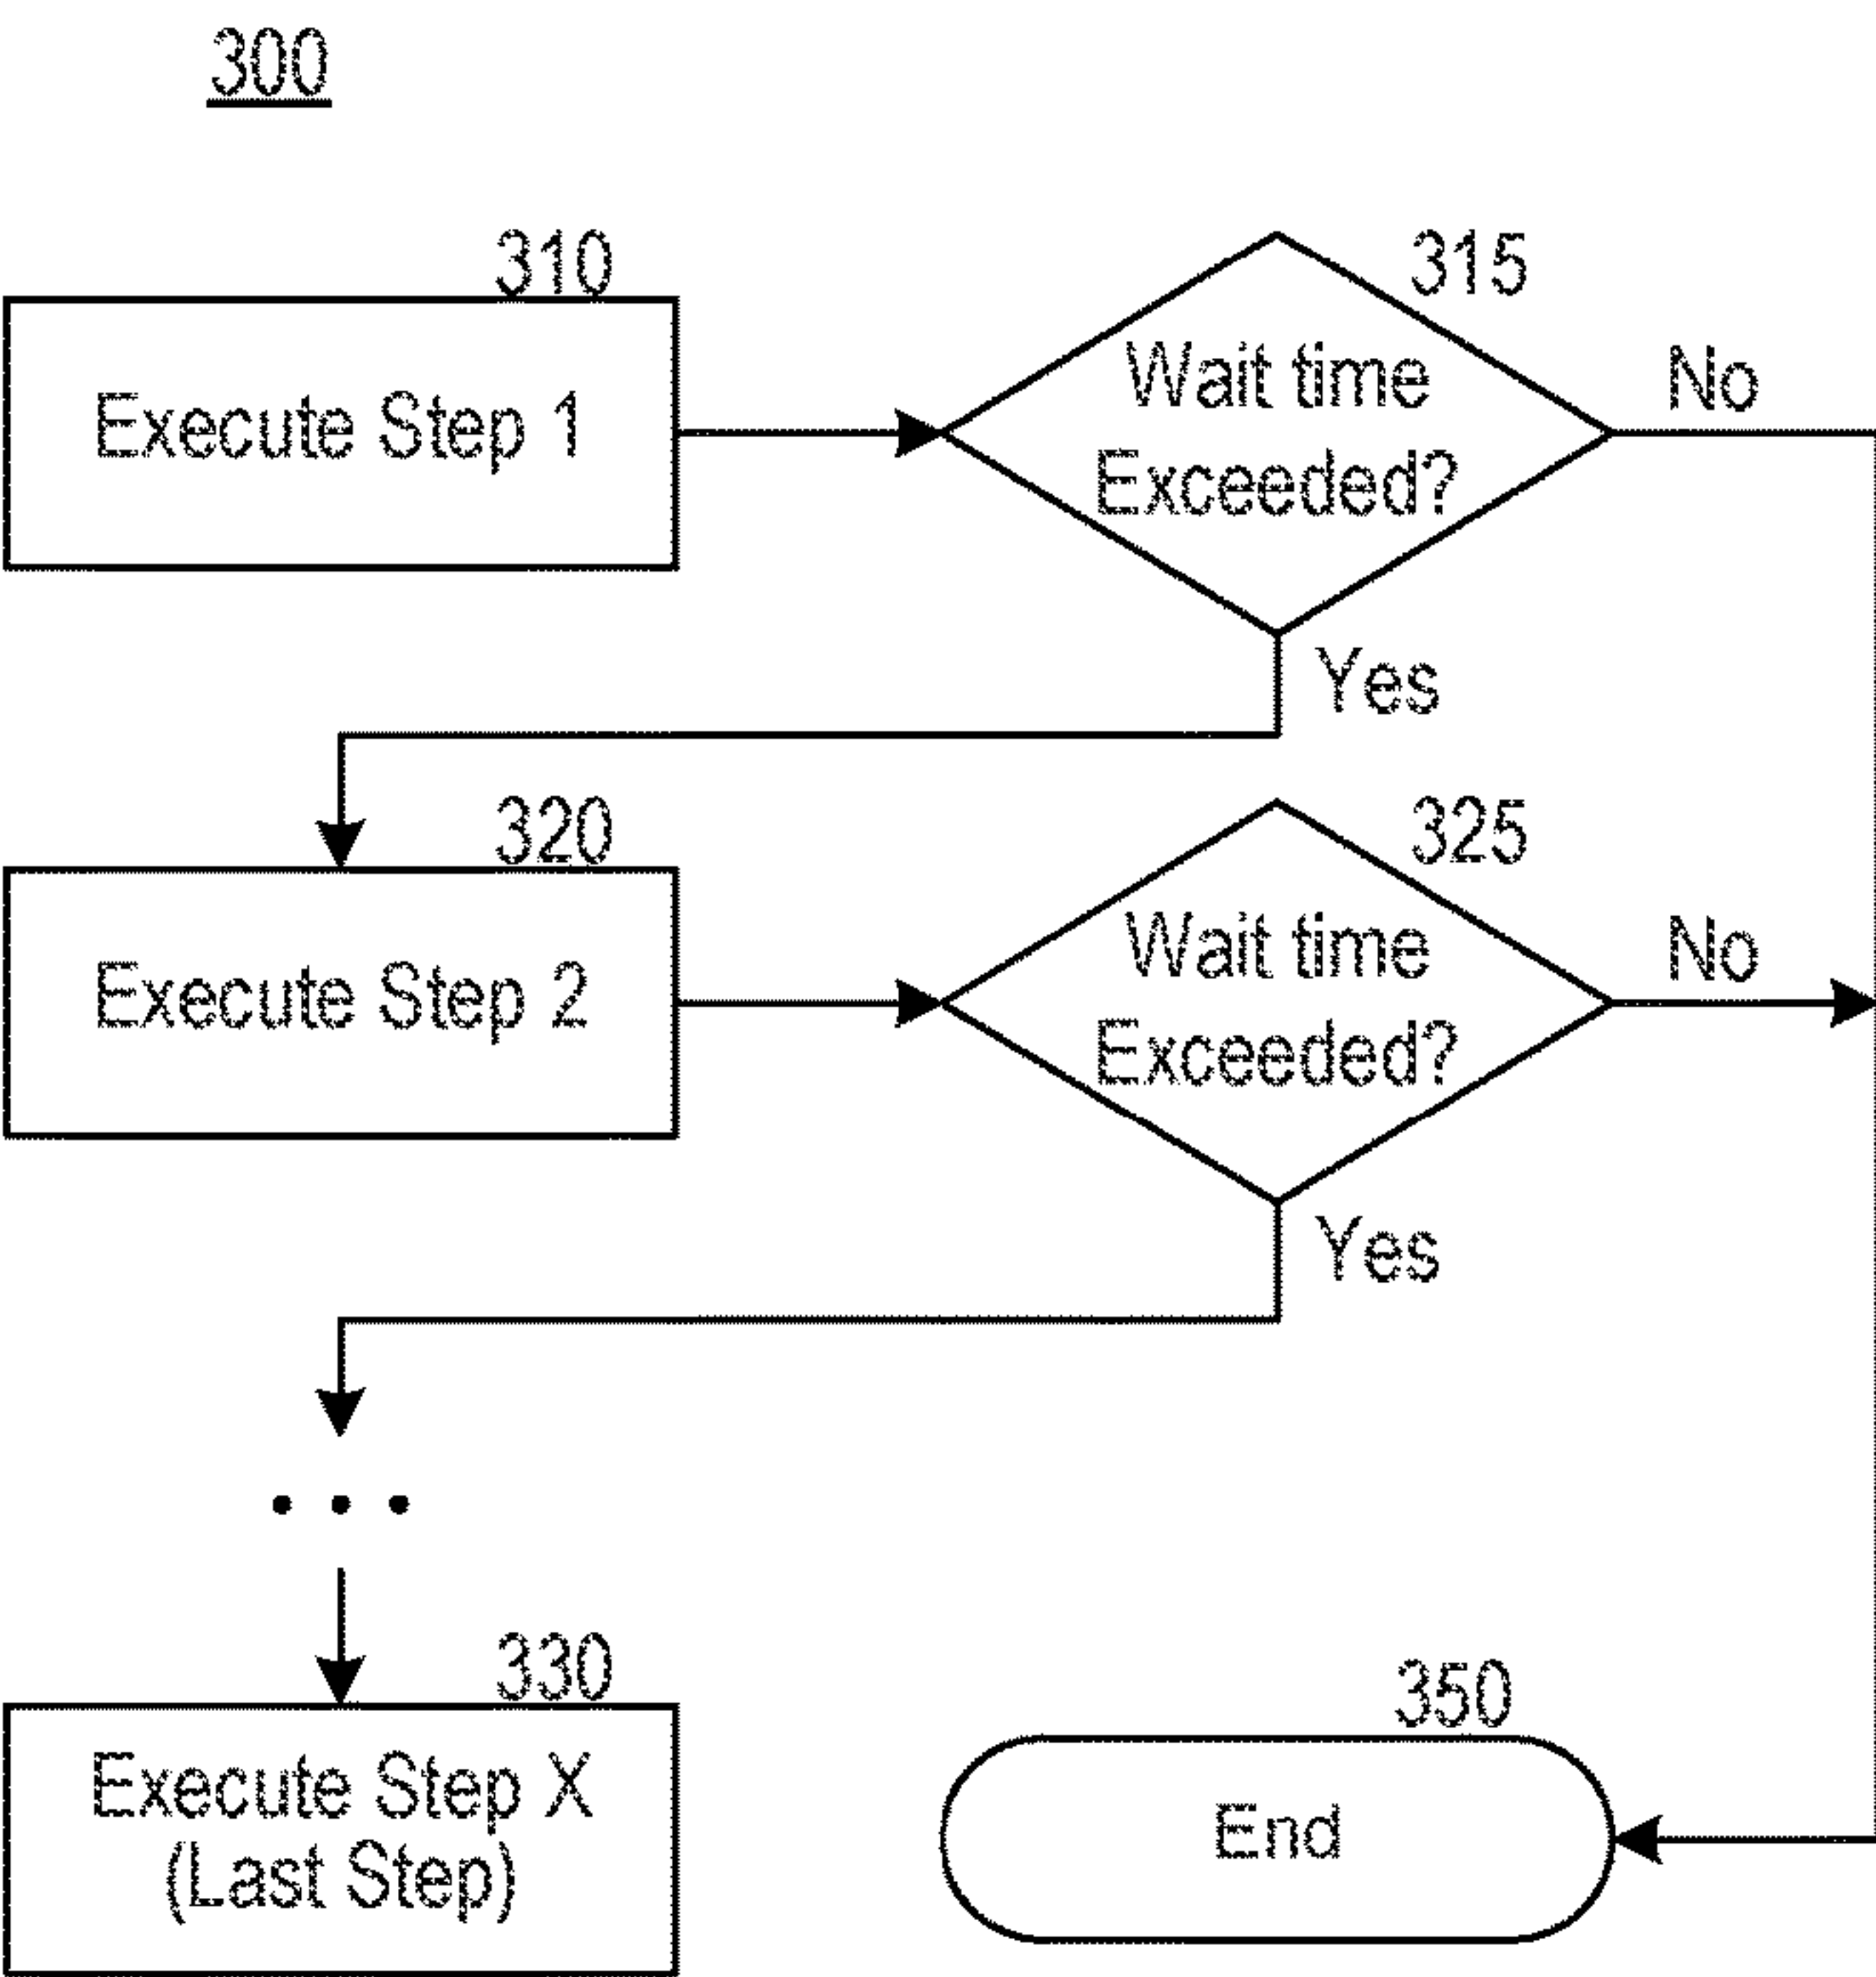 300
310
Execute Step 1
315
Wait time
Exceeded?
No
Yes
320
Execute Step 2
325
Wait time
Exceeded?
No
Yes
. . .
330
Execute Step X
(Last Step)
350
End